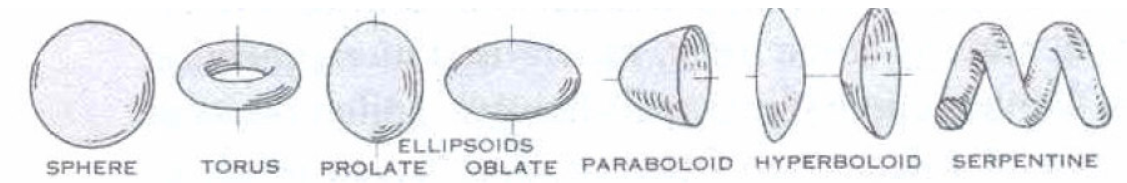 ELLIPSOIDS
SPHERE TORUS PROLATE OBLATE PARABOLOID HYPERBOLOID SERPENTINE